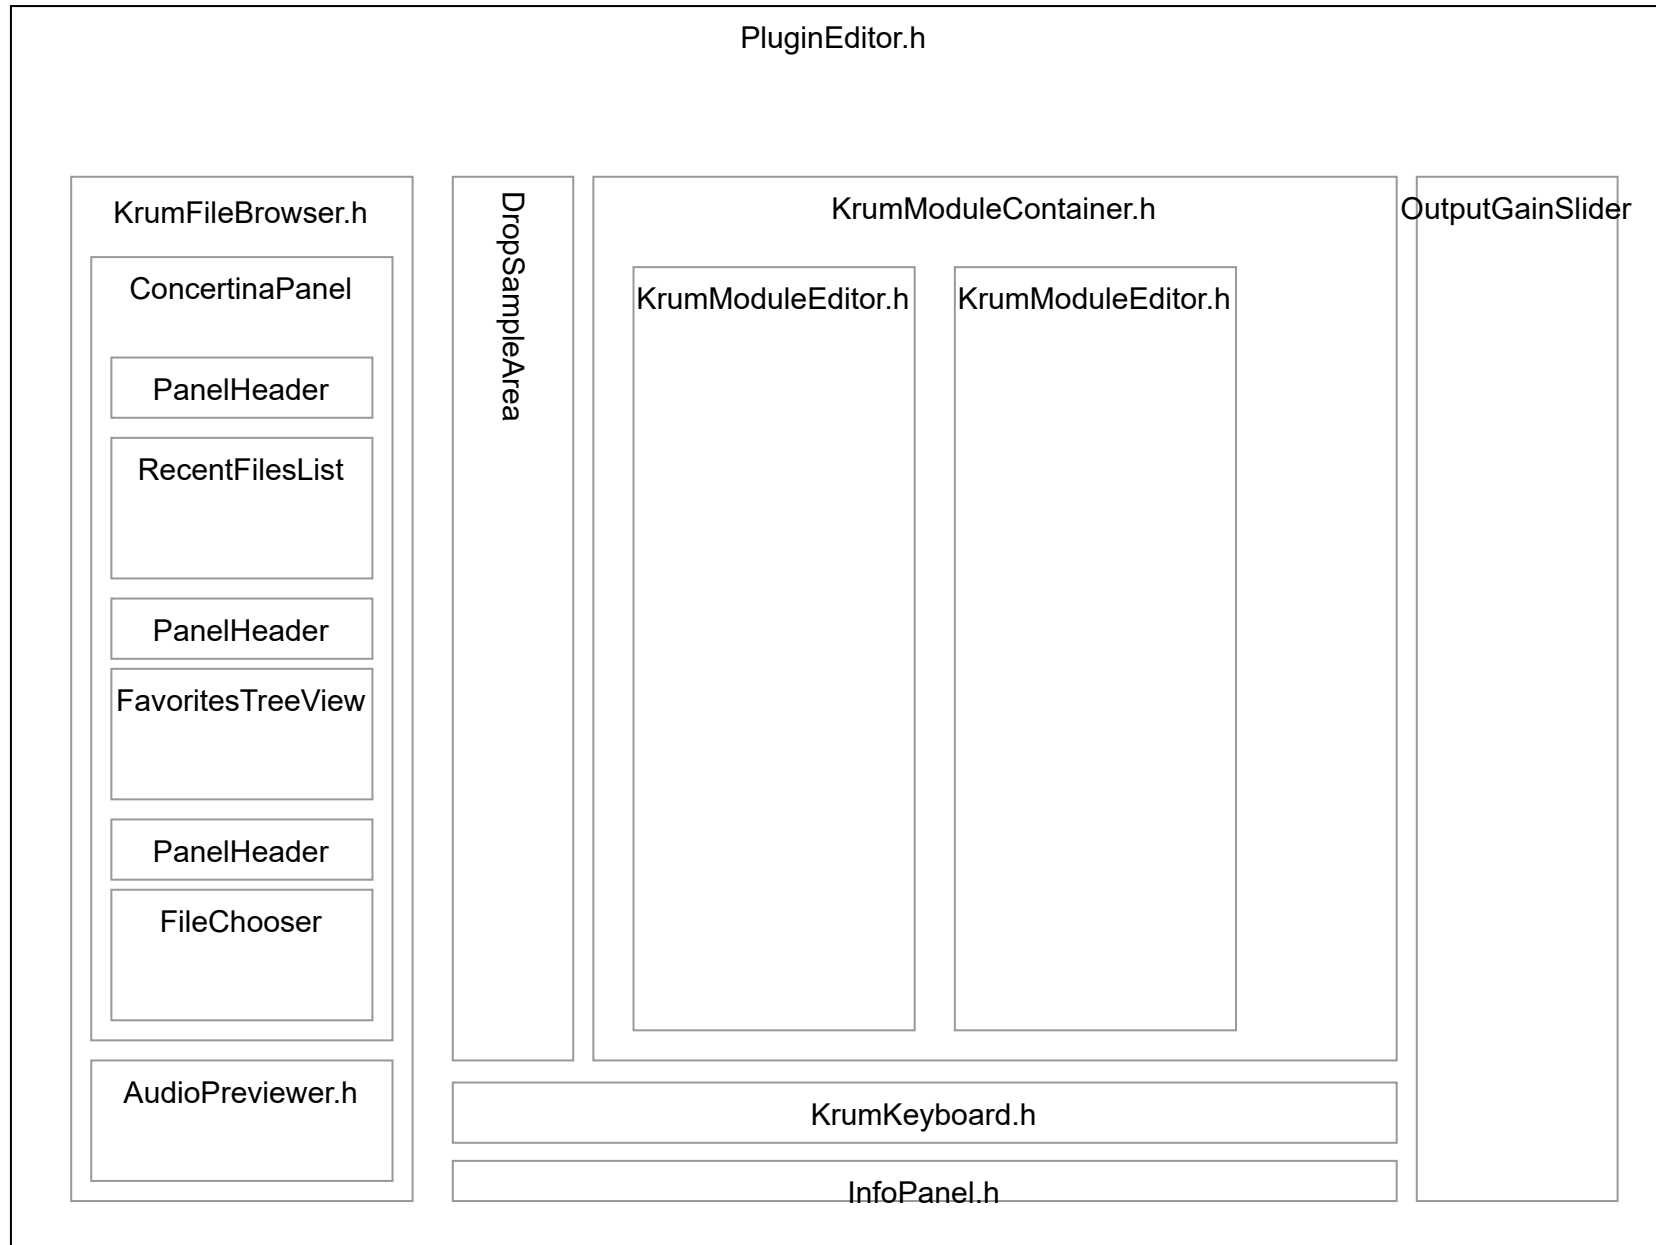 PluginEditor.h
KrumFileBrowser.h
ConcertinaPanel
PanelHeader
RecentFilesList
PanelHeader
FavoritesTreeView
PanelHeader
FileChooser
AudioPreviewer.h
DropSampleArea
KrumModuleContainer.h
KrumModuleEditor.h
KrumModuleEditor.h
OutputGainSlider
KrumKeyboard.h
InfoPanel.h